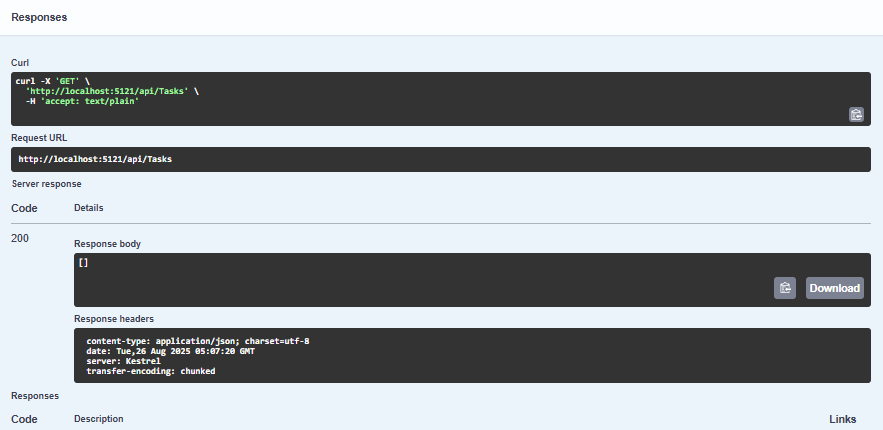 Responses
Curl
curl -X 'GET' \
'http://localhost:5121/api/Tasks' \
-H 'accept: text/plain'
Request URL
http://localhost:5121/api/Tasks
Server response
Code Details
200
Response body
[]
Download
Response headers
content-type: application/json; charset=utf-8
date: Tue,26 Aug 2025 05:07:20 GMT
server: Kestrel
transfer-encoding: chunked
Responses
Code Description Links